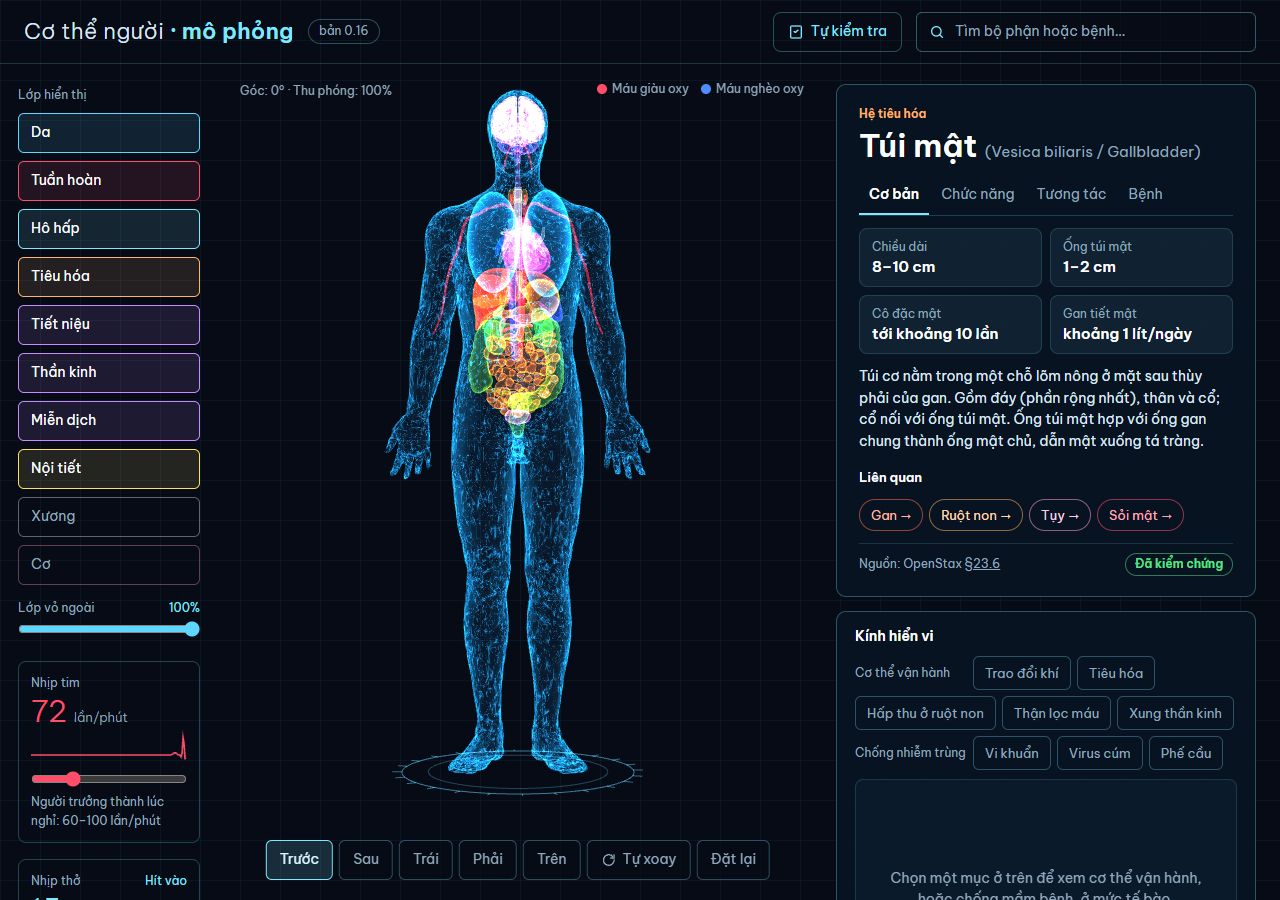 Cơ thể người · mô phỏng
bản 0.16
Tự kiểm tra
Tìm bộ phận hoặc bệnh...
Lớp hiển thị
Da
Tuần hoàn
Hô hấp
Tiêu hóa
Tiết niệu
Thần kinh
Miễn dịch
Nội tiết
Xương
Cơ
Lớp vỏ ngoài 100%
Nhịp tim
72 lần/phút
Người trưởng thành lúc
nghỉ: 60–100 lần/phút
Nhịp thở Hít vào
Góc: 0° · Thu phóng: 100%
Máu giàu oxy
Máu nghèo oxy
Trước
Sau
Trái
Phải
Trên
Tự xoay
Đặt lại
Hệ tiêu hóa
Túi mật (Vesica biliaris / Gallbladder)
Cơ bản
Chức năng
Tương tác
Bệnh
Chiều dài
8–10 cm
Ống túi mật
1–2 cm
Cô đặc mật
tới khoảng 10 lần
Gan tiết mật
khoảng 1 lít/ngày
Túi cơ nằm trong một chỗ lõm nông ở mặt sau thùy
phải của gan. Gồm đáy (phần rộng nhất), thân và cổ;
cổ nối với ống túi mật. Ống túi mật hợp với ống gan
chung thành ống mật chủ, dẫn mật xuống tá tràng.
Liên quan
Gan →
Ruột non →
Tụy →
Sỏi mật →
Nguồn: OpenStax §23.6
Đã kiểm chứng
Kính hiển vi
Cơ thể vận hành
Trao đổi khí
Tiêu hóa
Hấp thu ở ruột non
Thận lọc máu
Xung thần kinh
Chống nhiễm trùng
Vi khuẩn
Virus cúm
Phế cầu
Chọn một mục ở trên để xem cơ thể vận hành,
hoặc chống mầm bệnh, ở mức tế bào.